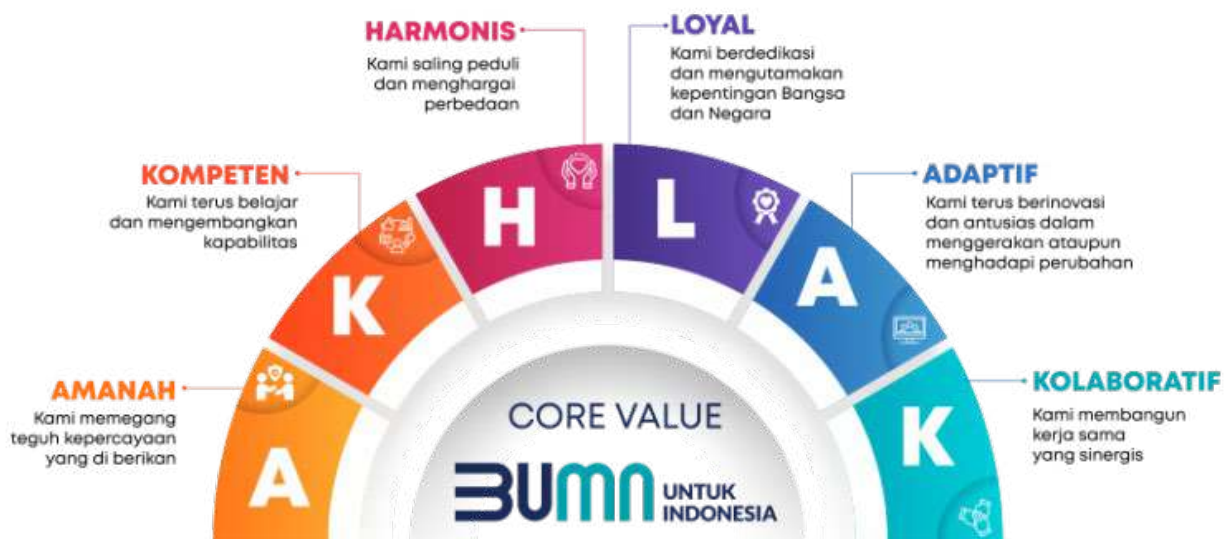 HARMONIS
Kami saling peduli
dan menghargai
perbedaan
LOYAL
Kami berdedikasi
dan mengutamakan
kepentingan Bangsa
dan Negara
KOMPETEN
Kami terus belajar
dan mengembangkan
kapabilitas
ADAPTIF
Kami terus berinovasi
dan antusias dalam
menggerakan ataupun
menghadapi perubahan
AMANAH
Kami memegang
teguh kepercayaan
yang di berikan
KOLABORATIF
Kami membangun
kerja sama
yang sinergis
A
K
H
L
A
K
CORE VALUE
BUMN UNTUK
INDONESIA